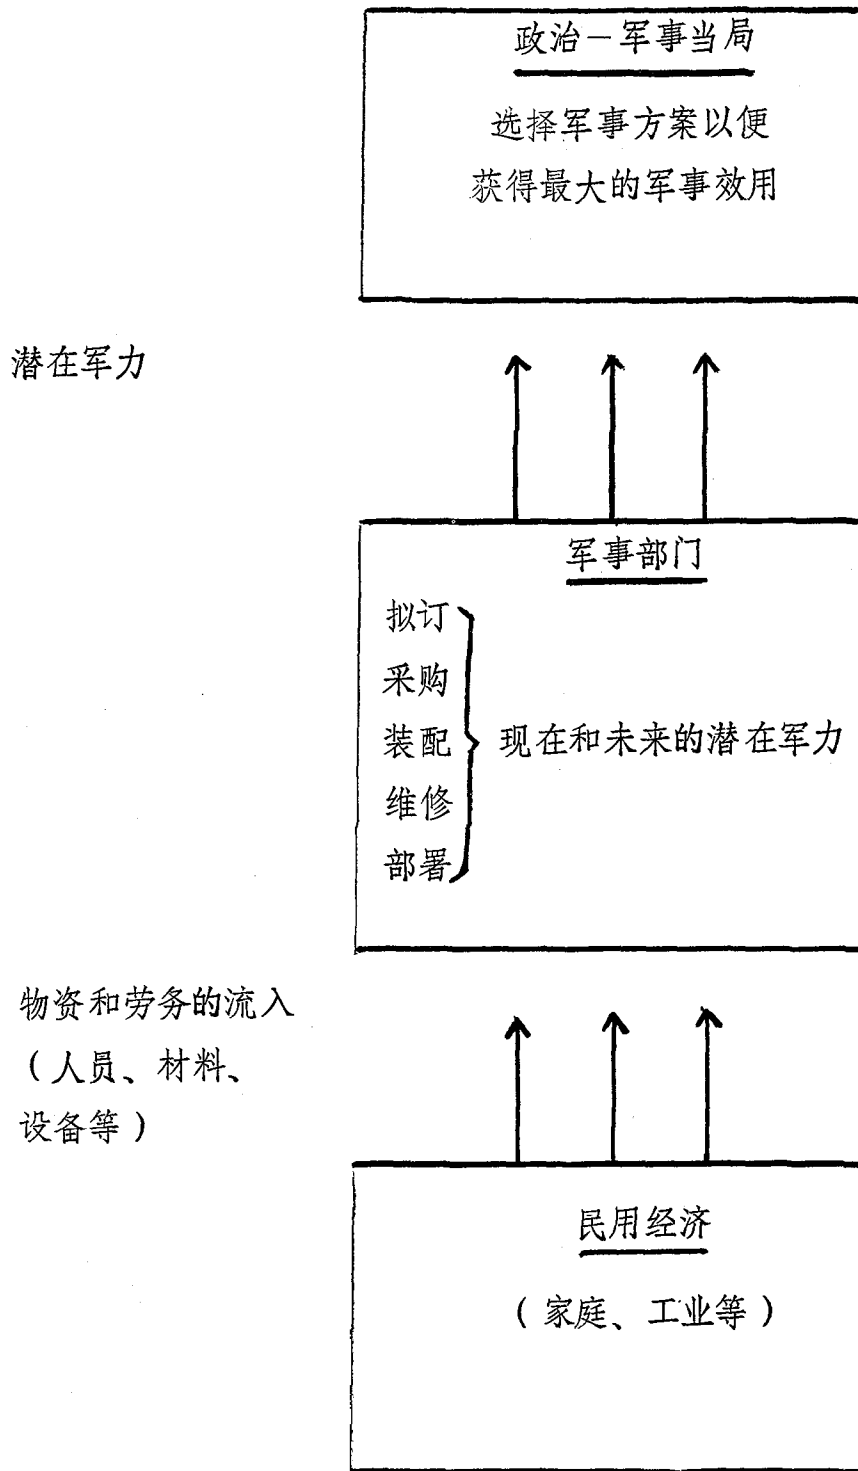 政治－军事当局
选择军事方案以便
获得最大的军事效用
潜在军力
军事部门
拟订
采购
装配
维修
部署
现在和未来的潜在军力
物资和劳务的流入
（人员、材料、
设备等）
民用经济
（家庭、工业等）